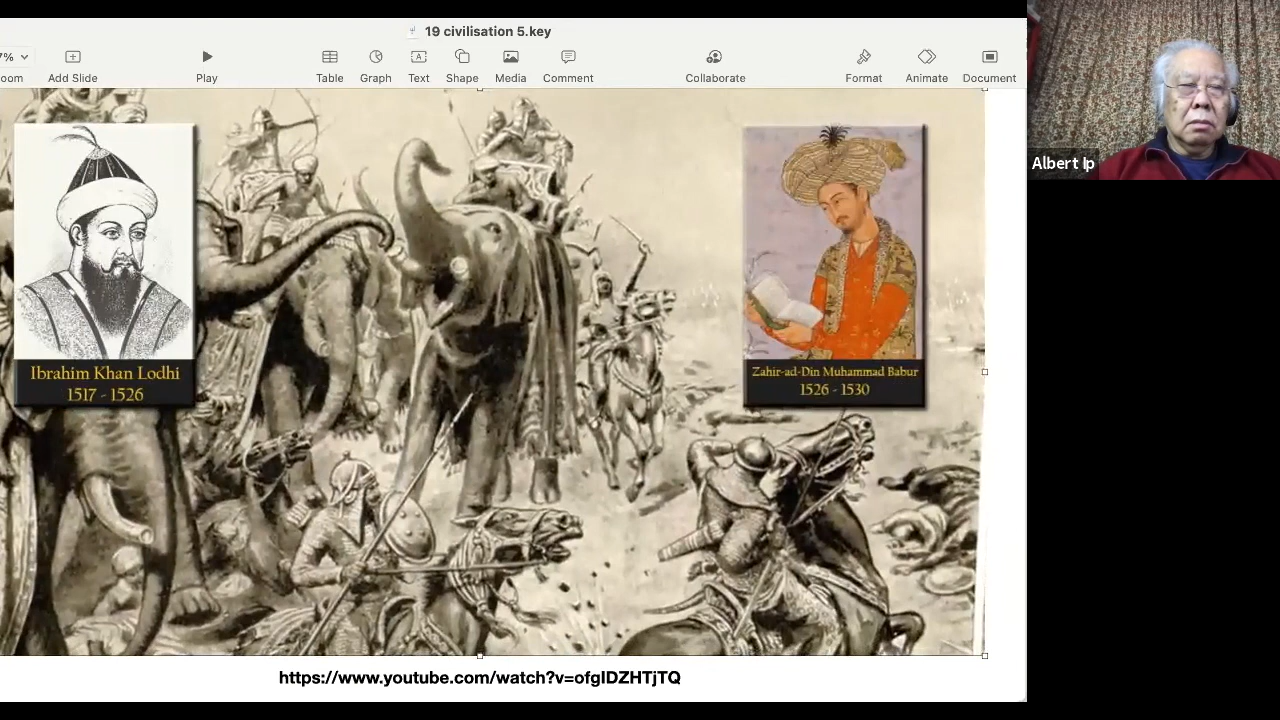 19 civilisation 5.key
7%
oom
Add Slide
Play
Table
Graph
Text
Shape
Media
Comment
Collaborate
Format
Animate
Document
Albert Ip
Ibrahim Khan Lodhi
1517 - 1526
Zahir-ad-Din Muhammad Babur
1526 - 1530
https://www.youtube.com/watch?v=ofgIDZHTjTQ